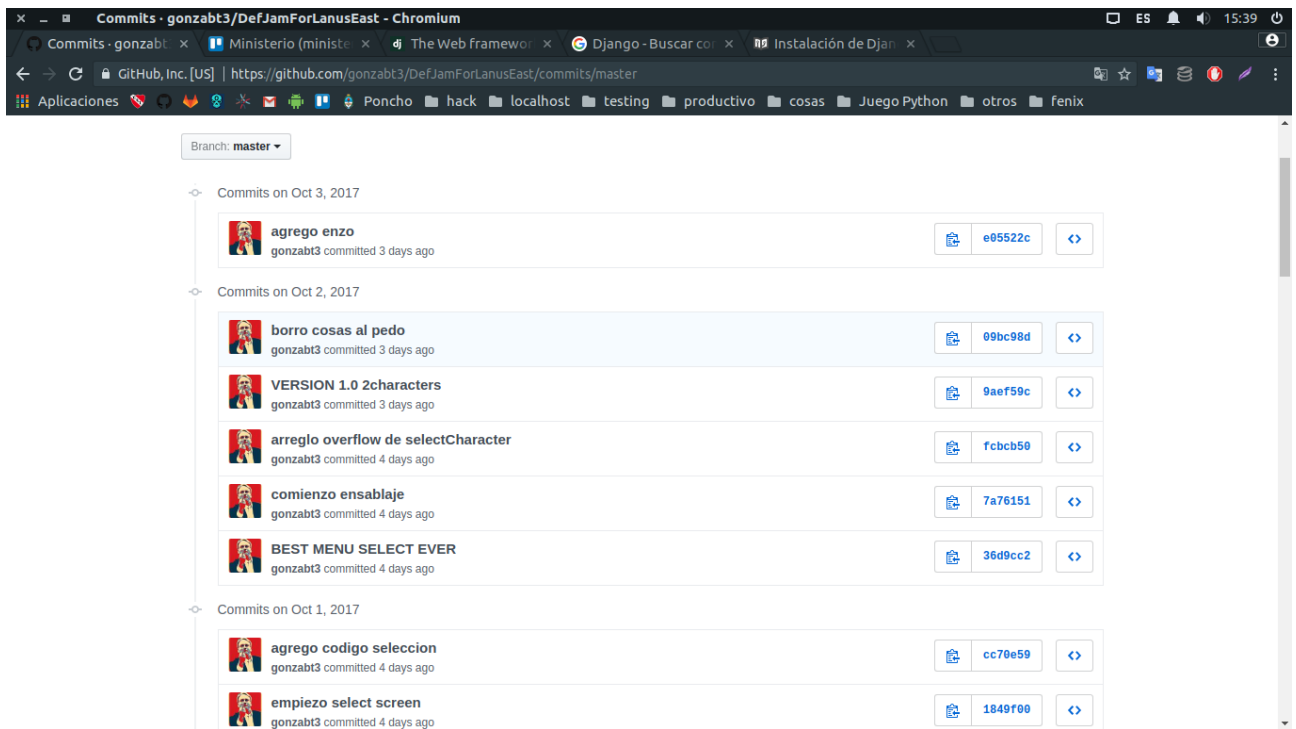 Commits · gonzabt3/DefJamForLanusEast - Chromium
ES 15:39
Commits · gonzabt
Ministerio (ministe
dj The Web framewor
G Django - Buscar con
Instalación de Djan
GitHub, Inc. [US] | https://github.com/gonzabt3/DefJamForLanusEast/commits/master
Aplicaciones Poncho hack localhost testing productivo cosas Juego Python otros fenix
Branch: master
Commits on Oct 3, 2017
agrego enzo
gonzabt3 committed 3 days ago
e05522c
Commits on Oct 2, 2017
borro cosas al pedo
gonzabt3 committed 3 days ago
09bc98d
VERSION 1.0 2characters
gonzabt3 committed 3 days ago
9aef59c
arreglo overflow de selectCharacter
gonzabt3 committed 4 days ago
fcbcb50
comienzo ensablaje
gonzabt3 committed 4 days ago
7a76151
BEST MENU SELECT EVER
gonzabt3 committed 4 days ago
36d9cc2
Commits on Oct 1, 2017
agrego codigo seleccion
gonzabt3 committed 4 days ago
cc70e59
empiezo select screen
gonzabt3 committed 4 days ago
1849f00